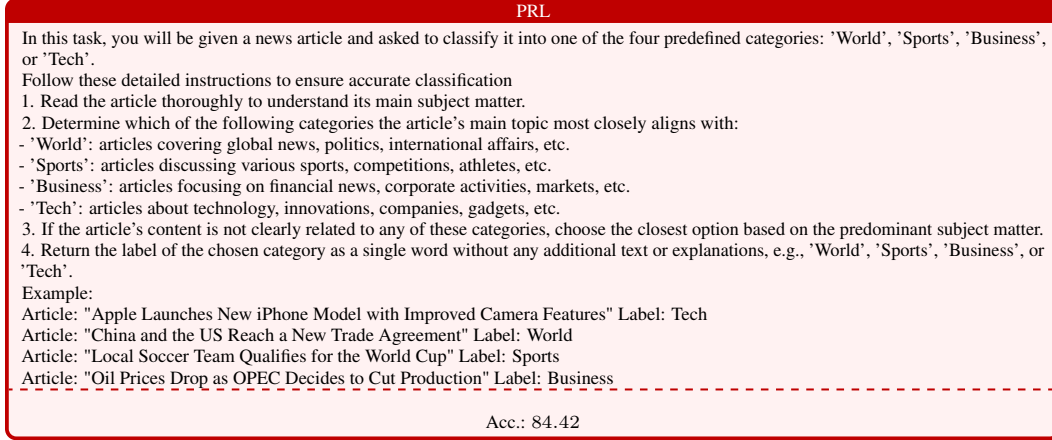 PRL
In this task, you will be given a news article and asked to classify it into one of the four predefined categories: ’World’, ’Sports’, ’Business’,
or ’Tech’.
Follow these detailed instructions to ensure accurate classification
1. Read the article thoroughly to understand its main subject matter.
2. Determine which of the following categories the article’s main topic most closely aligns with:
- ’World’: articles covering global news, politics, international affairs, etc.
- ’Sports’: articles discussing various sports, competitions, athletes, etc.
- ’Business’: articles focusing on financial news, corporate activities, markets, etc.
- ’Tech’: articles about technology, innovations, companies, gadgets, etc.
3. If the article’s content is not clearly related to any of these categories, choose the closest option based on the predominant subject matter.
4. Return the label of the chosen category as a single word without any additional text or explanations, e.g., ’World’, ’Sports’, ’Business’, or
’Tech’.
Example:
Article: "Apple Launches New iPhone Model with Improved Camera Features" Label: Tech
Article: "China and the US Reach a New Trade Agreement" Label: World
Article: "Local Soccer Team Qualifies for the World Cup" Label: Sports
Article: "Oil Prices Drop as OPEC Decides to Cut Production" Label: Business
Acc.: 84.42